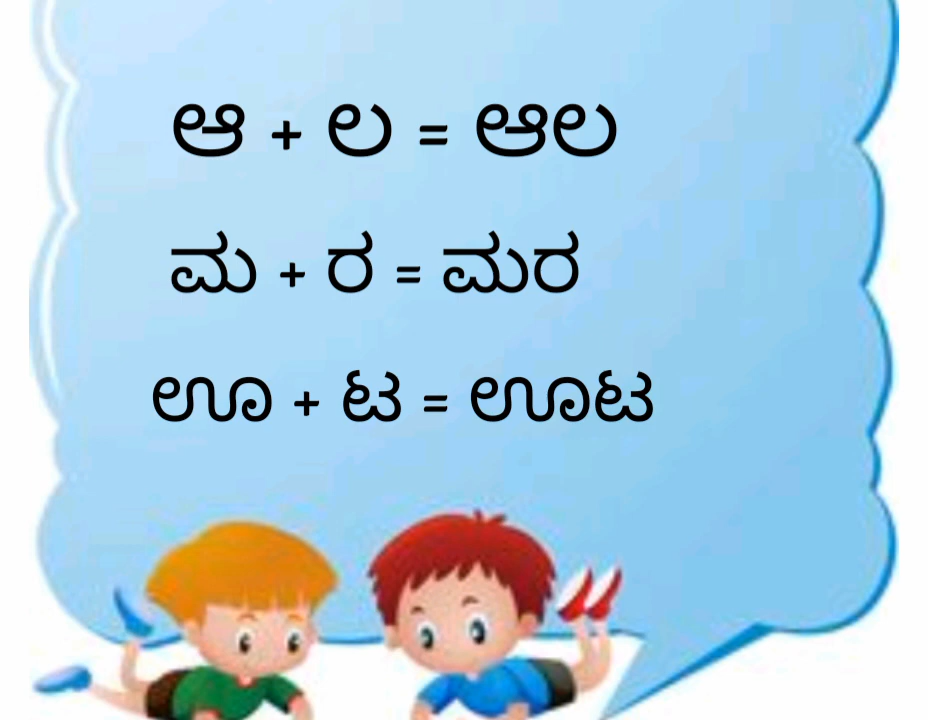 ಆ + ಲ = ಆಲ
ಮ + ರ = ಮರ
ಊ + ಟ = ಊಟ